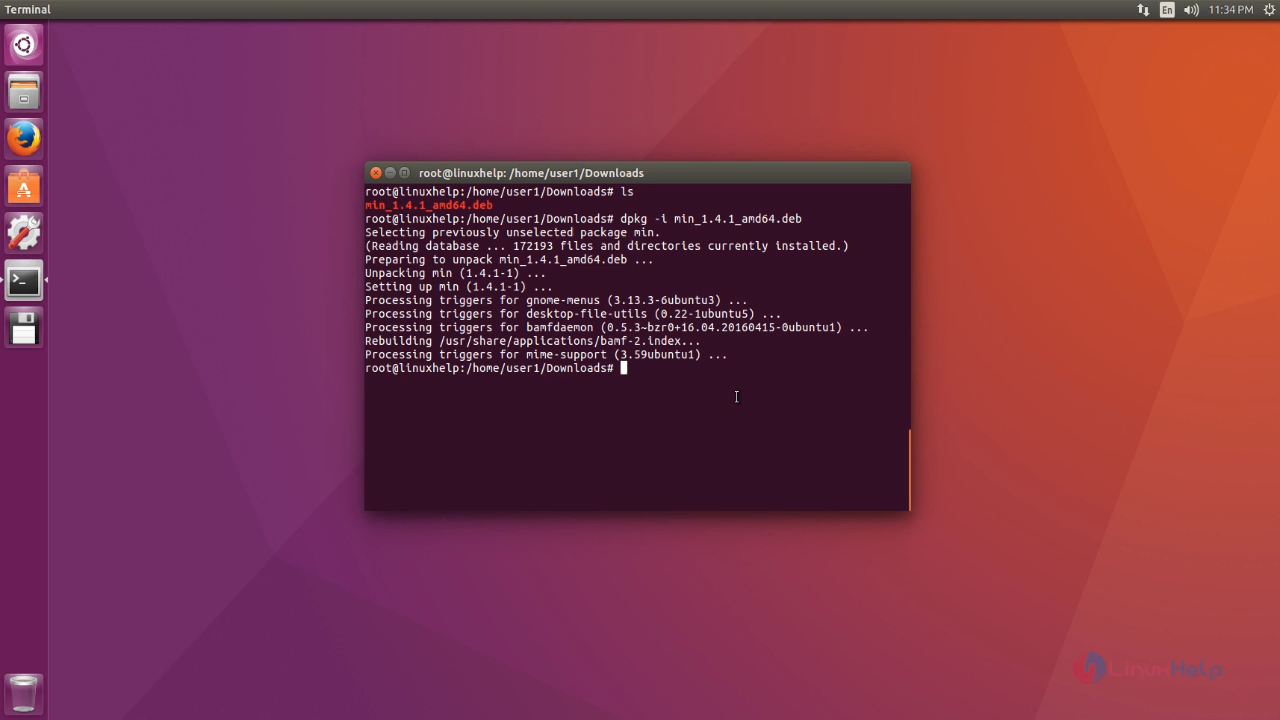 Terminal
En
11:34 PM
root@linuxhelp: /home/user1/Downloads
root@linuxhelp:/home/user1/Downloads# ls
min_1.4.1_amd64.deb
root@linuxhelp:/home/user1/Downloads# dpkg -i min_1.4.1_amd64.deb
Selecting previously unselected package min.
(Reading database ... 172193 files and directories currently installed.)
Preparing to unpack min_1.4.1_amd64.deb ...
Unpacking min (1.4.1-1) ...
Setting up min (1.4.1-1) ...
Processing triggers for gnome-menus (3.13.3-6ubuntu3) ...
Processing triggers for desktop-file-utils (0.22-1ubuntu5) ...
Processing triggers for bamfdaemon (0.5.3~bzr0+16.04.20160415-0ubuntu1) ...
Rebuilding /usr/share/applications/bamf-2.index...
Processing triggers for mime-support (3.59ubuntu1) ...
root@linuxhelp:/home/user1/Downloads#
LinuxHelp